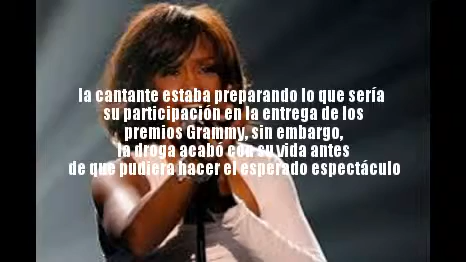 la cantante estaba preparando lo que sería
su participación en la entrega de los
premios Grammy, sin embargo,
la droga acabó con su vida antes
de que pudiera hacer el esperado espectáculo